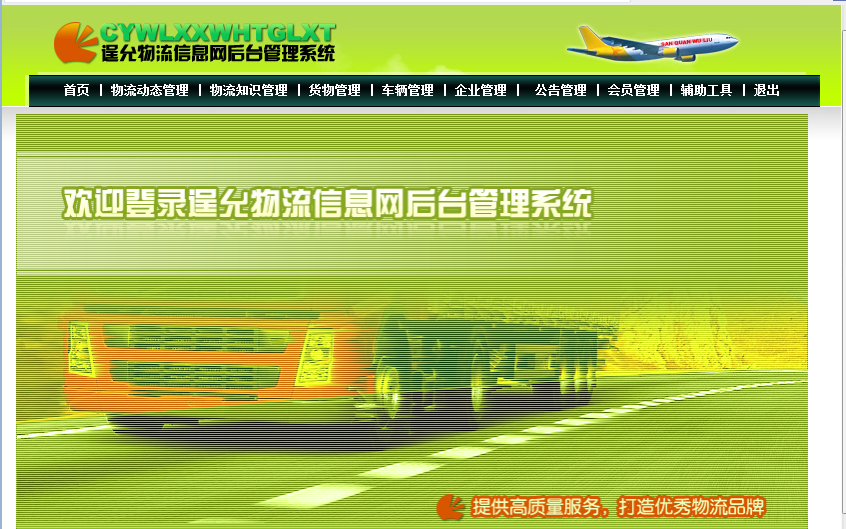 CYWLXXWHTGLXT
逞允物流信息网后台管理系统
SAN QUAN WU LIU
首页 | 物流动态管理 | 物流知识管理 | 货物管理 | 车辆管理 | 企业管理 | 公告管理 | 会员管理 | 辅助工具 | 退出
欢迎登录逞允物流信息网后台管理系统
提供高质量服务，打造优秀物流品牌